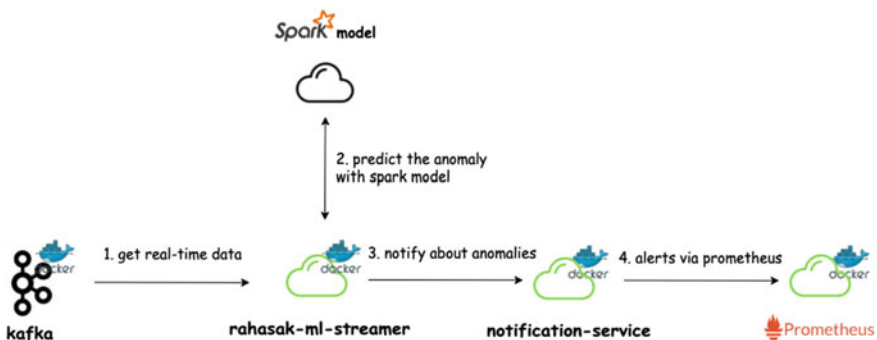 Spark model
2. predict the anomaly
with spark model
1. get real-time data
3. notify about anomalies
4. alerts via prometheus
docker
docker
docker
docker
kafka
rahasak-ml-streamer
notification-service
Prometheus